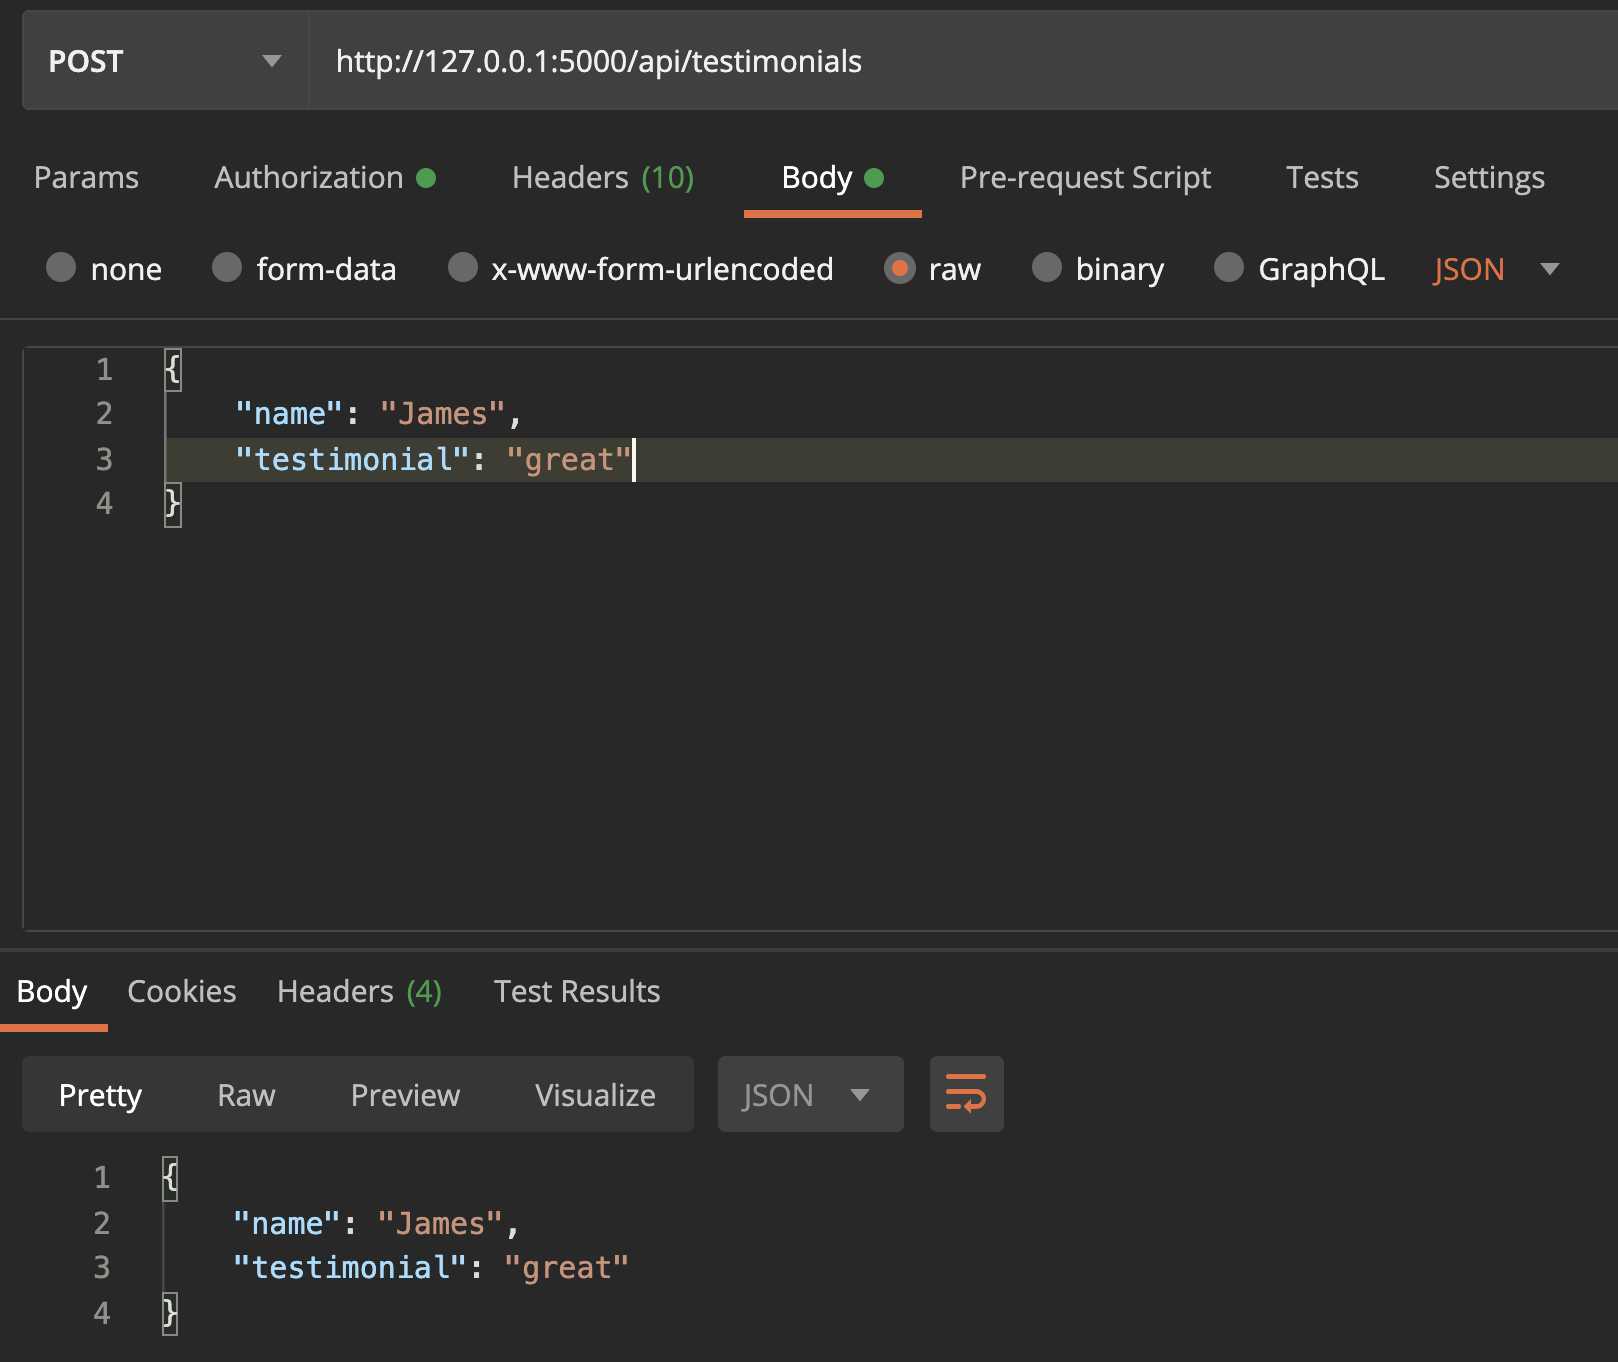 POST http://127.0.0.1:5000/api/testimonials
Params Authorization Headers (10) Body Pre-request Script Tests Settings
none form-data x-www-form-urlencoded raw binary GraphQL JSON
1 {
2 "name": "James",
3 "testimonial": "great"
4 }
Body Cookies Headers (4) Test Results
Pretty Raw Preview Visualize JSON
1 {
2 "name": "James",
3 "testimonial": "great"
4 }